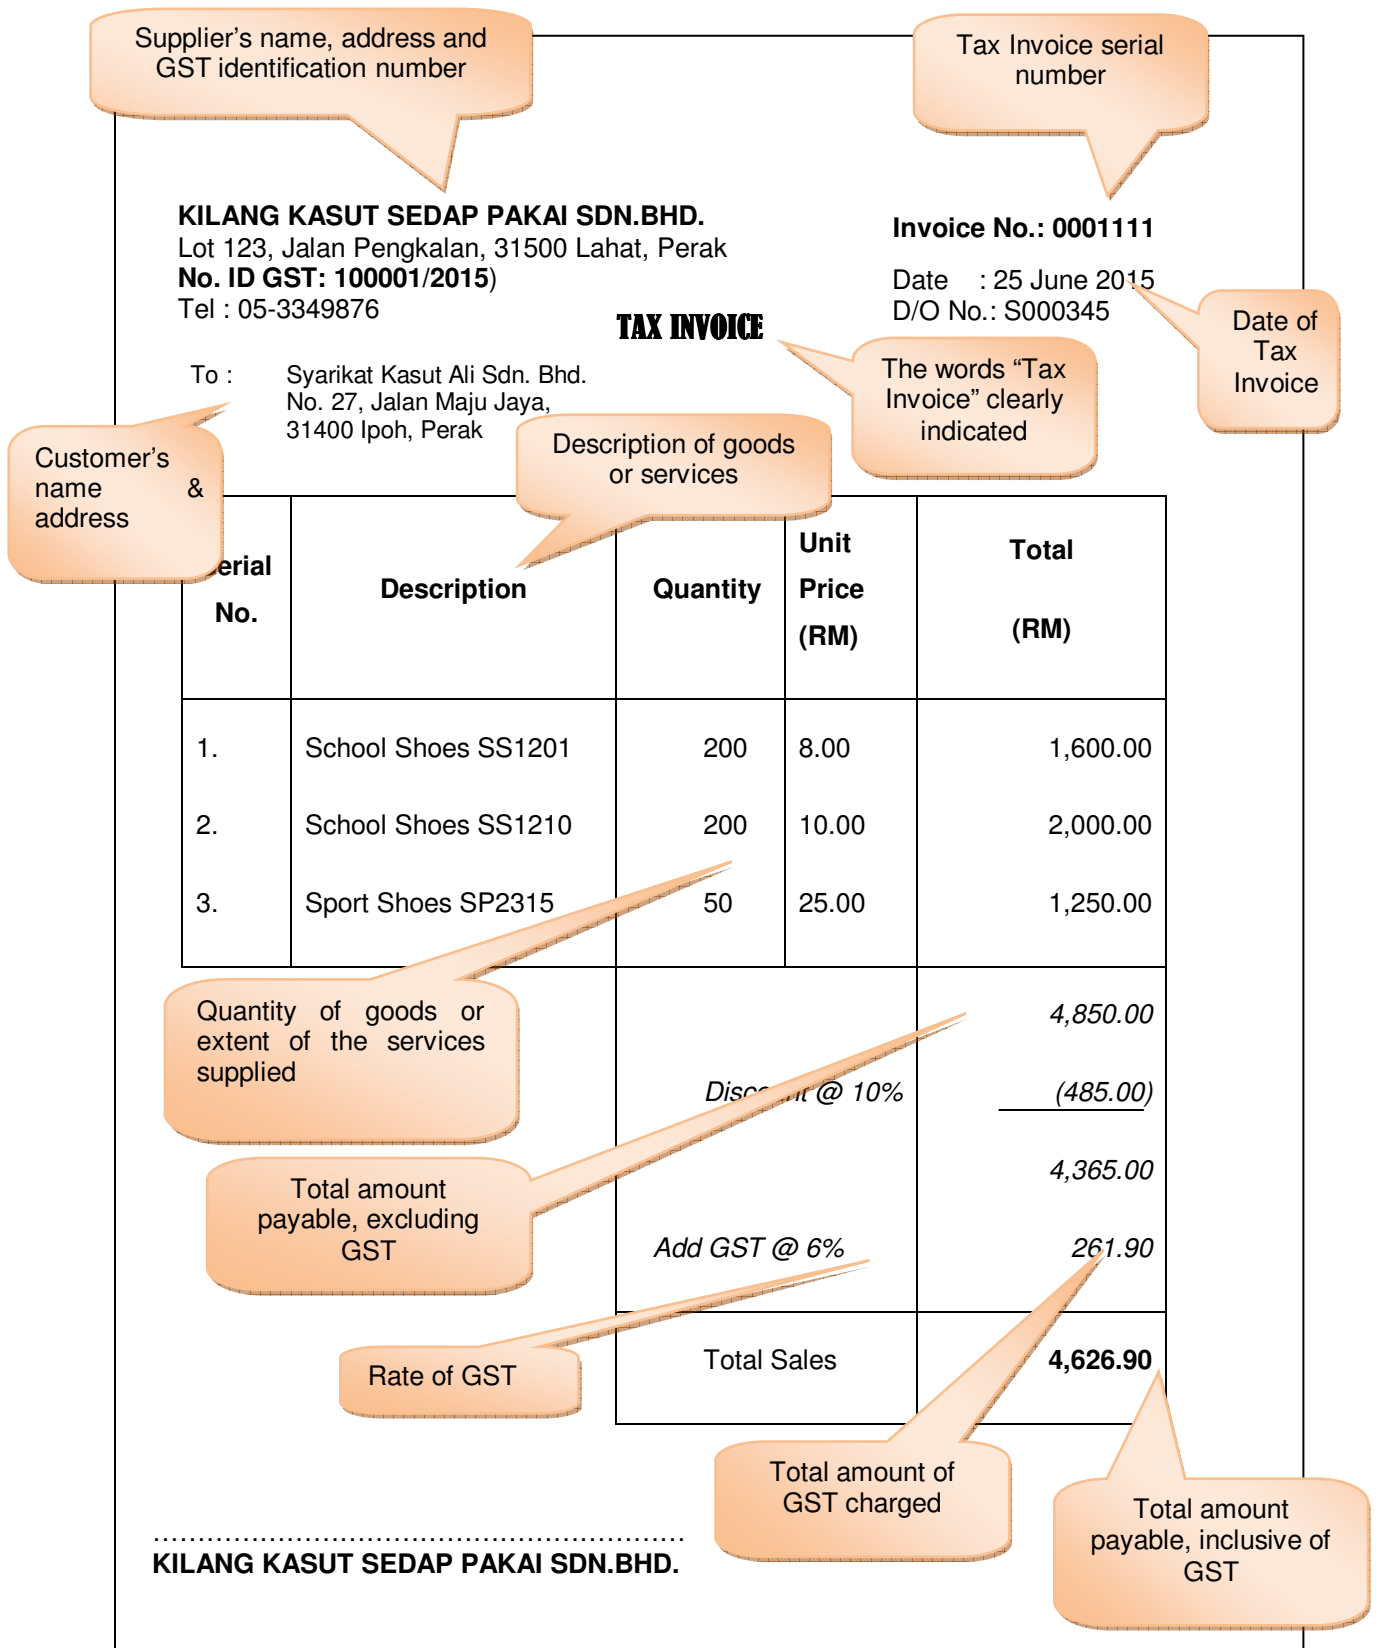 Supplier's name, address and
GST identification number
Tax Invoice serial
number
KILANG KASUT SEDAP PAKAI SDN.BHD.
Lot 123, Jalan Pengkalan, 31500 Lahat, Perak
No. ID GST: 100001/2015)
Tel : 05-3349876
Invoice No.: 0001111
Date : 25 June 2015
D/O No.: S000345
TAX INVOICE
Date of
Tax
Invoice
The words “Tax
Invoice” clearly
indicated
To : Syarikat Kasut Ali Sdn. Bhd.
No. 27, Jalan Maju Jaya,
31400 Ipoh, Perak
Customer's
name &
address
Description of goods
or services
erial
No.
Description
Quantity
Unit
Price
(RM)
Total
(RM)
1. School Shoes SS1201 200 8.00 1,600.00
2. School Shoes SS1210 200 10.00 2,000.00
3. Sport Shoes SP2315 50 25.00 1,250.00
Quantity of goods or
extent of the services
supplied
4,850.00
Discount @ 10% (485.00)
4,365.00
Total amount
payable, excluding
GST
Add GST @ 6% 261.90
Rate of GST
Total Sales 4,626.90
Total amount of
GST charged
Total amount
payable, inclusive of
GST
………………………………………………………
KILANG KASUT SEDAP PAKAI SDN.BHD.